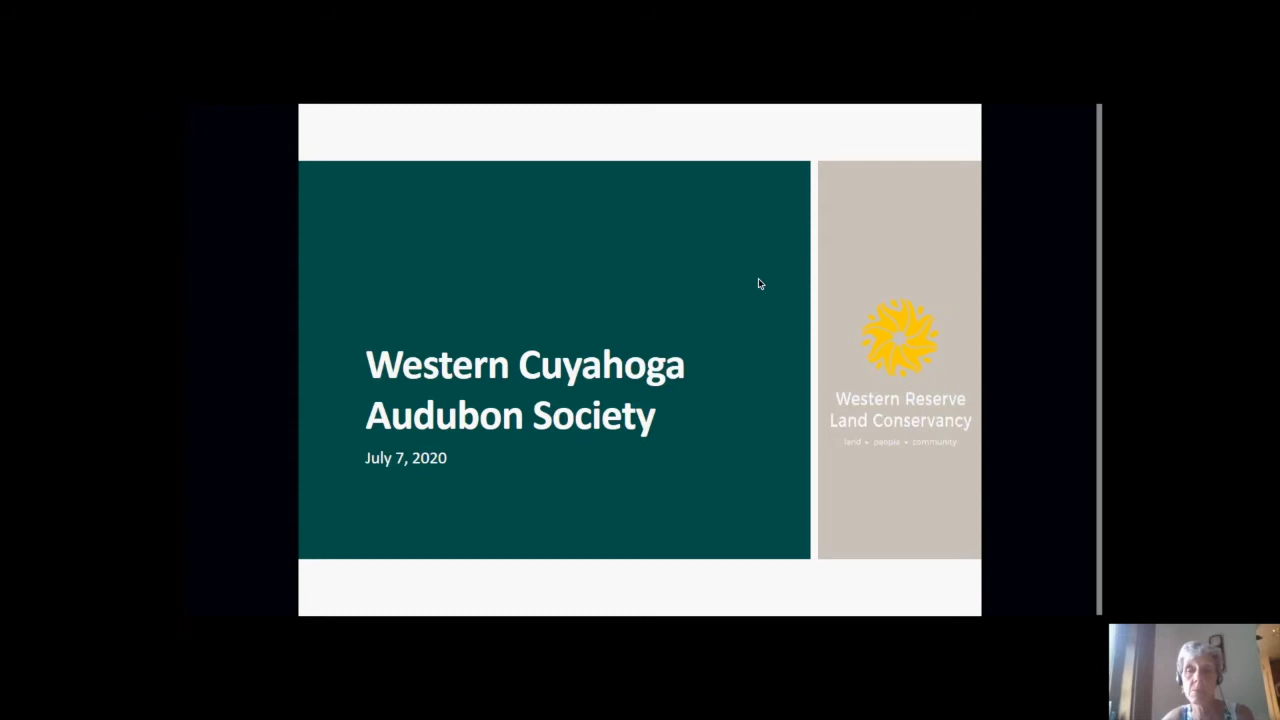 Western Cuyahoga
Audubon Society
July 7, 2020
Western Reserve
Land Conservancy
land • people • community